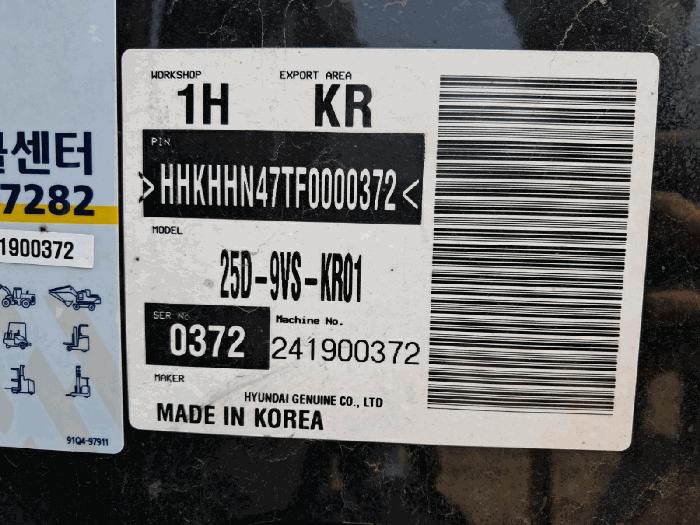 센터
7282
1900372
91Q4-97911
WORKSHOP EXPORT AREA
1H KR
PIN
>HHKHHN47TF0000372<
MODEL
25D-9VS-KR01
SER No. Machine No.
0372 241900372
MAKER
HYUNDAI GENUINE CO., LTD
MADE IN KOREA